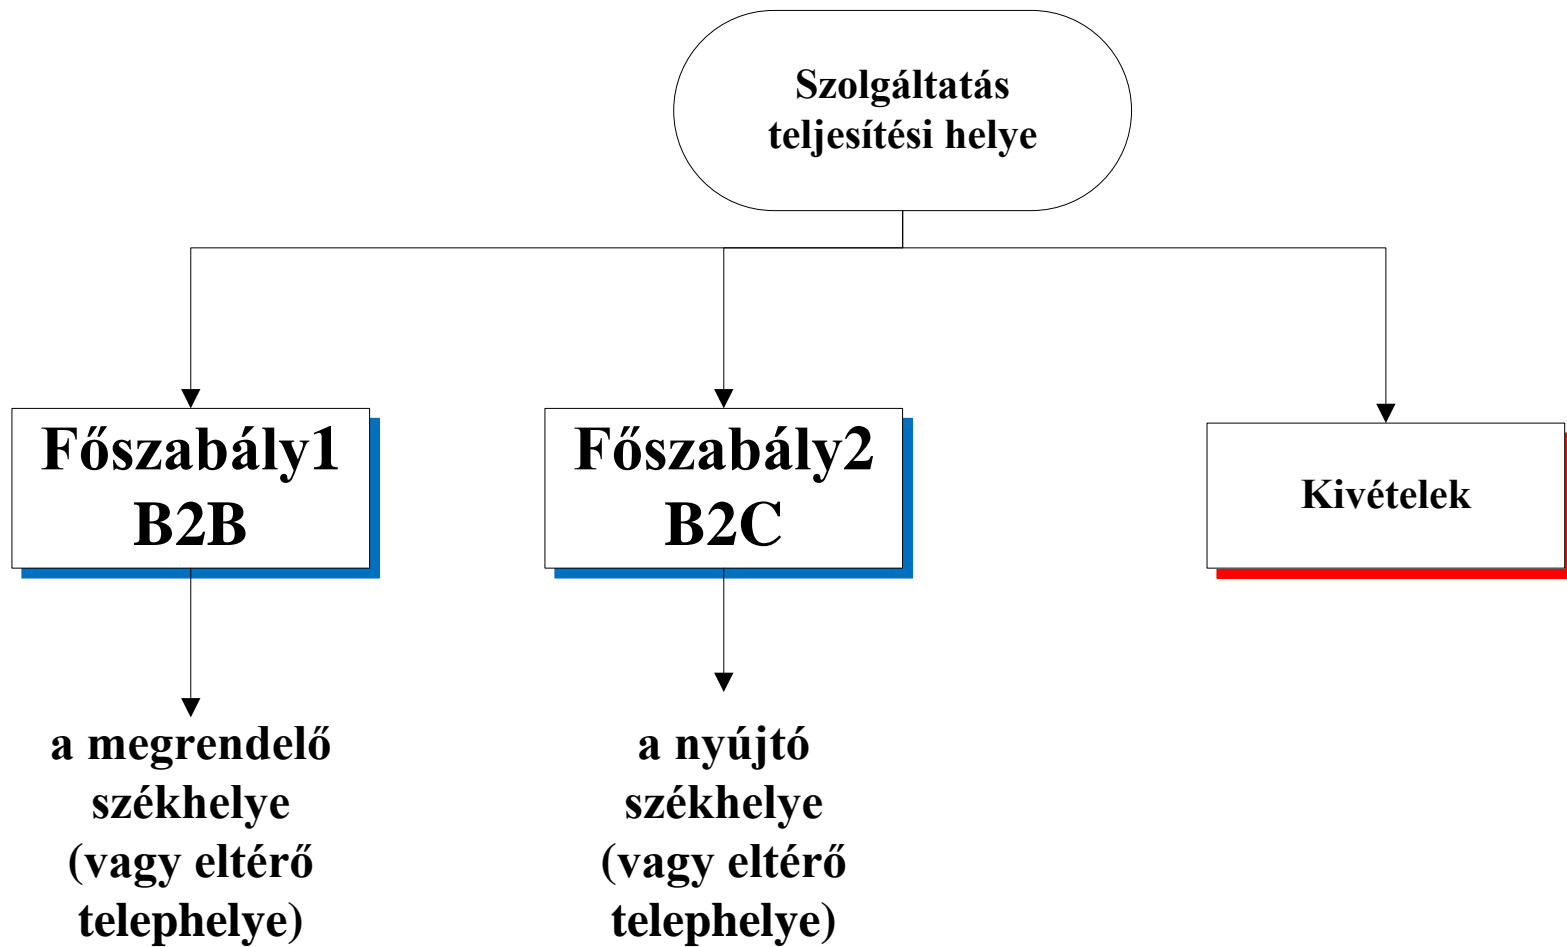 Szolgáltatás
teljesítési helye
Főszabály1
B2B
Főszabály2
B2C
Kivételek
a megrendelő
székhelye
(vagy eltérő
telephelye)
a nyújtó
székhelye
(vagy eltérő
telephelye)